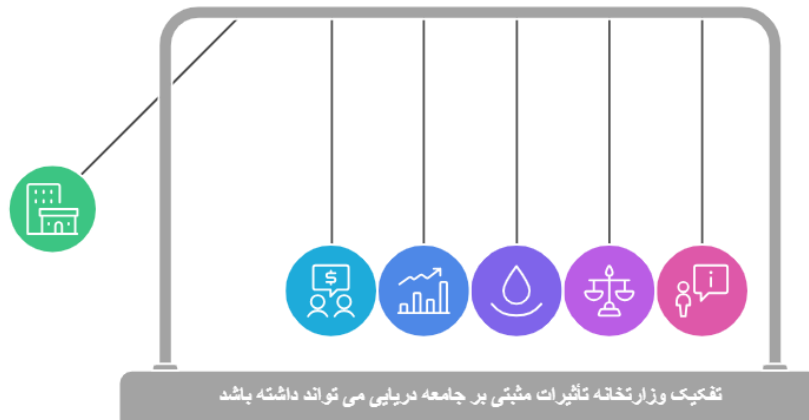 تفکیک وزارتخانه تأثیرات مثبتی بر جامعه دریایی می تواند داشته باشد